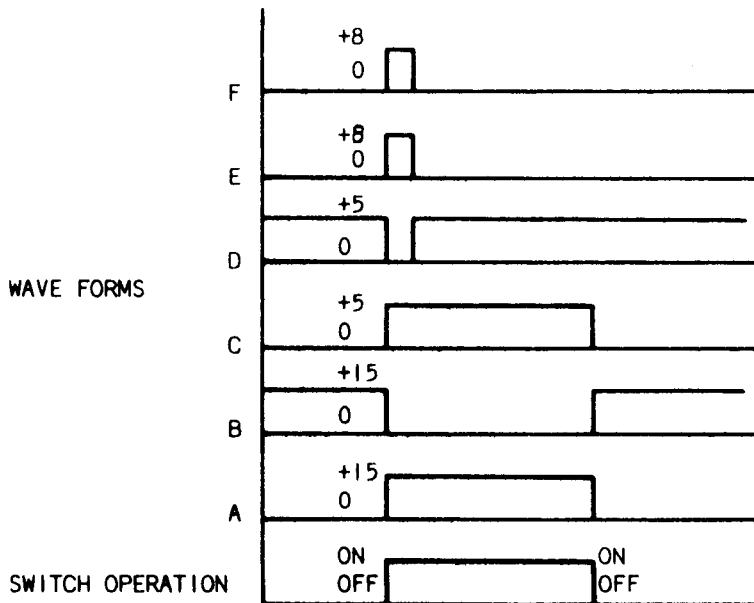 +8
0
F
+8
0
E
+5
0
D
WAVE FORMS
+5
0
C
+15
0
B
+15
0
A
ON ON
SWITCH OPERATION OFF OFF